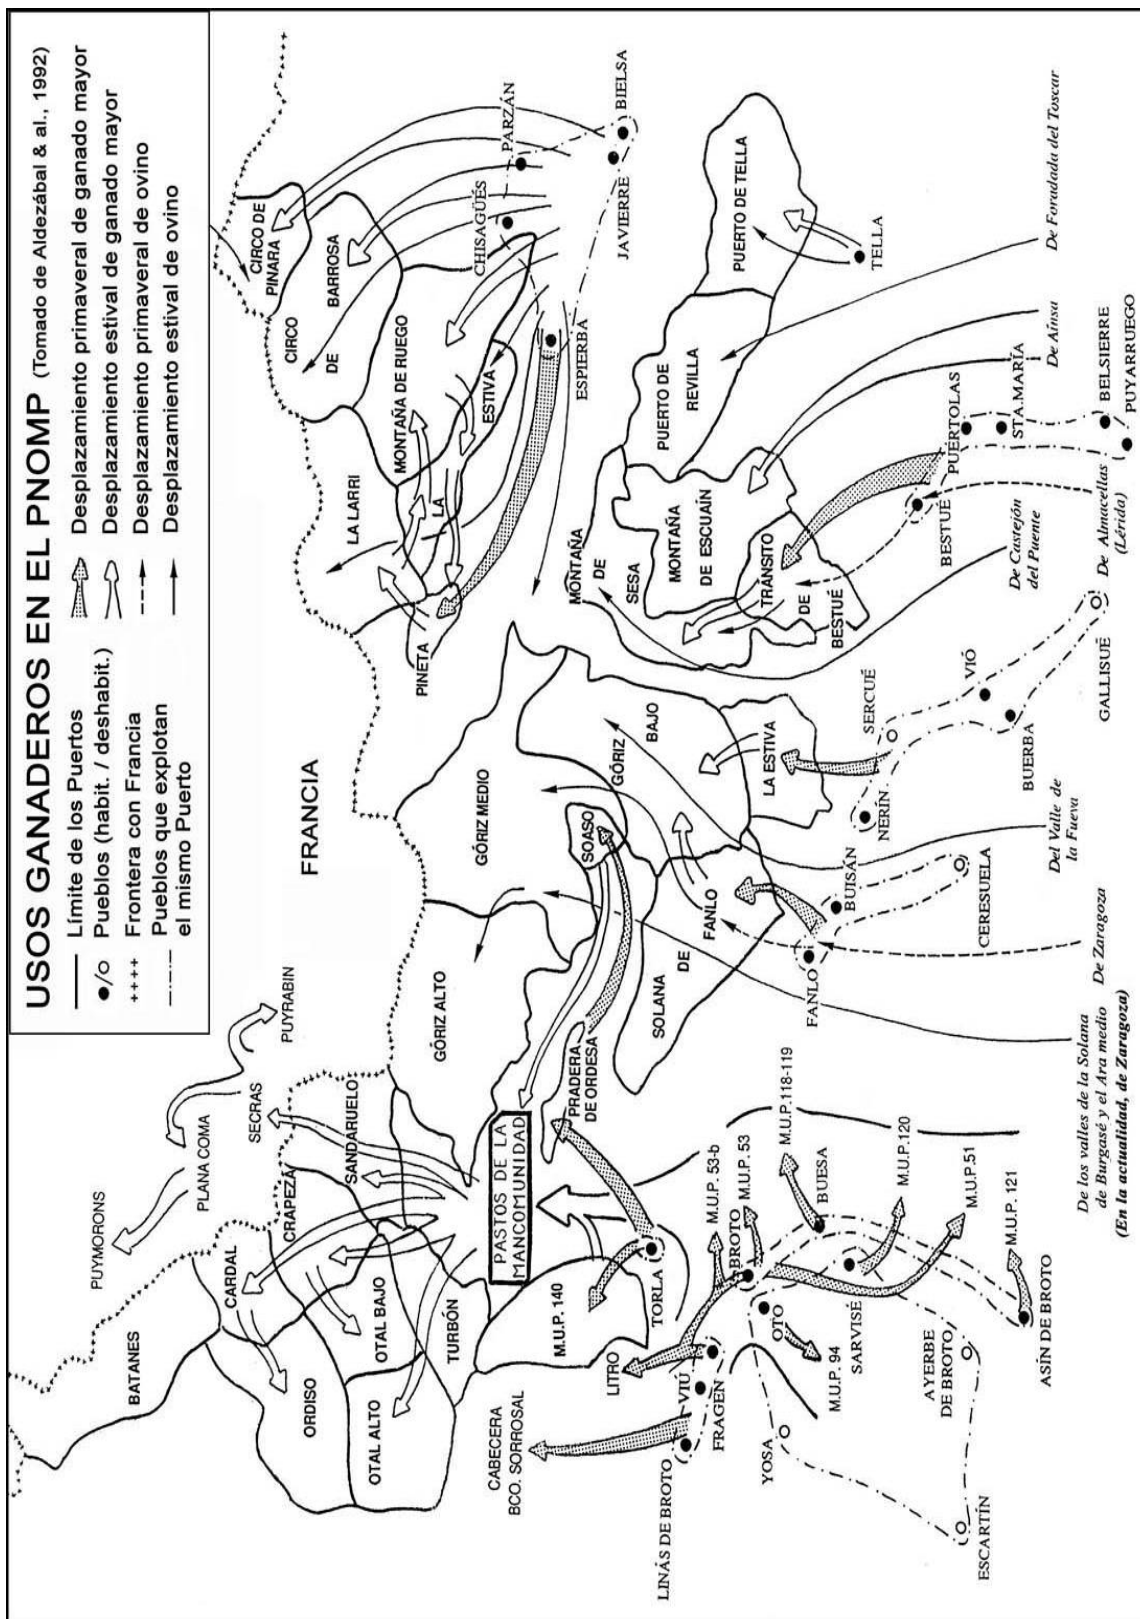 USOS GANADEROS EN EL PNOMP (Tomado de Aldezábal & al., 1992)
Límite de los Puertos
Pueblos (habit. / deshabit.)
Frontera con Francia
Pueblos que explotan
el mismo Puerto
Desplazamiento primaveral de ganado mayor
Desplazamiento estival de ganado mayor
Desplazamiento primaveral de ovino
Desplazamiento estival de ovino
FRANCIA
PUYMORONS
PLANA COMA
PUYRABIN
SECRAS
BATANES
CARDAL
CRAPEZA
SANDARUELO
ORDISO
OTAL BAJO
OTAL ALTO
TURBÓN
GÓRIZ ALTO
GÓRIZ MEDIO
GÓRIZ
BAJO
SOASO
PASTOS DE LA
MANCOMUNIDAD
PRADERA
DE ORDESA
M.U.P. 140
CABECERA
BCO. SORROSAL
LITRO
TORLA
LINÁS DE BROTO
VIÚ
FRAGEN
BROTO
OTO
M.U.P. 53-b
M.U.P. 53
M.U.P. 118-119
BUESA
M.U.P. 120
M.U.P.51
M.U.P. 121
M.U.P. 94
SARVISÉ
YOSA
AYERBE
DE BROTO
ASÍN DE BROTO
ESCARTÍN
SOLANA
DE
FANLO
FANLO
BUISÁN
CERESUELA
LA ESTIVA
NERÍN
SERCUÉ
VIÓ
BUERBA
GALLISUÉ
De los valles de la Solana
de Burgasé y el Ara medio
(En la actualidad, de Zaragoza)
De Zaragoza
Del Valle de
la Fueva
De Castejón
del Puente
De Almacellas
(Lérida)
De Aínsa
De Foradada del Toscar
PINETA
LA LARRI
MONTAÑA DE RUEGO
LA
ESTIVA
CIRCO
DE
BARROSA
CIRCO DE
PINARA
CHISAGÜÉS
PARZÁN
BIELSA
JAVIERRE
ESPIERBA
MONTAÑA
DE
SESA
MONTAÑA
DE ESCUAÍN
TRÁNSITO
DE
BESTUÉ
PUERTO DE
REVILLA
PUERTO DE TELLA
TELLA
BESTUÉ
PUÉRTOLAS
STA.MARÍA
BELSIERRE
PUYARRUEGO